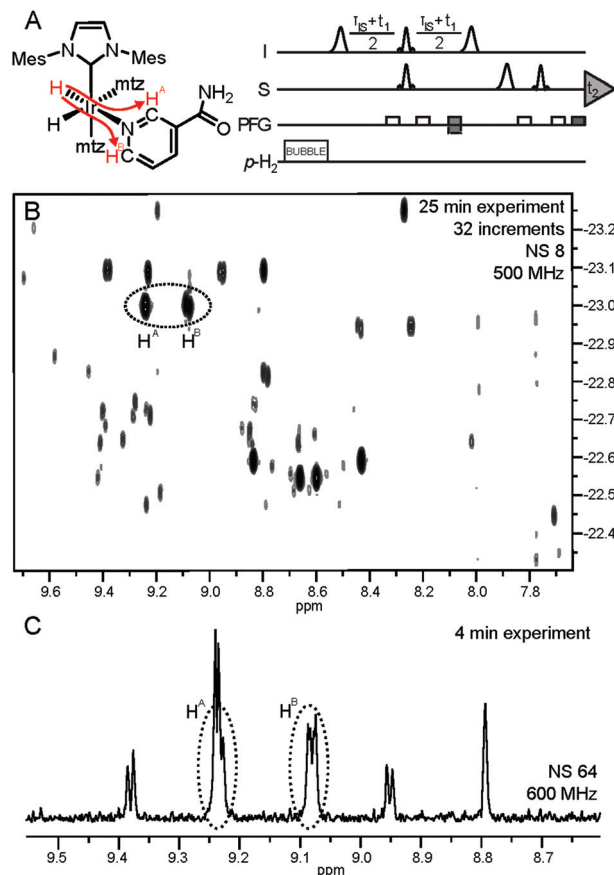 A
N N
Mes Mes
H mtz
Ir
H^A
NH₂
H N
O
mtz H^B
I
τ_IS + t₁
2
τ_IS + t₁
2
S
t₂
PFG
p-H₂ BUBBLE
B
25 min experiment
32 increments
NS 8
500 MHz
H^A H^B
-23.2
-23.1
-23.0
-22.9
-22.8
-22.7
-22.6
-22.5
-22.4
9.6 9.4 9.2 9.0 8.8 8.6 8.4 8.2 8.0 7.8
ppm
C
4 min experiment
H^A H^B
NS 64
600 MHz
9.5 9.4 9.3 9.2 9.1 9.0 8.9 8.8 8.7
ppm